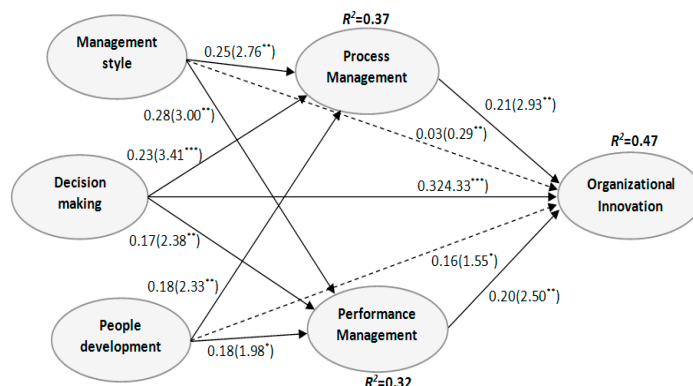 R²=0.37
Management
style
0.25(2.76**)
Process
Management
0.28(3.00**)
0.21(2.93**)
0.03(0.29**)
R²=0.47
0.23(3.41***)
Decision
making
0.324.33***)
Organizational
Innovation
0.17(2.38**)
0.18(2.33**)
0.16(1.55*)
People
development
0.18(1.98*)
Performance
Management
0.20(2.50**)
R²=0.32